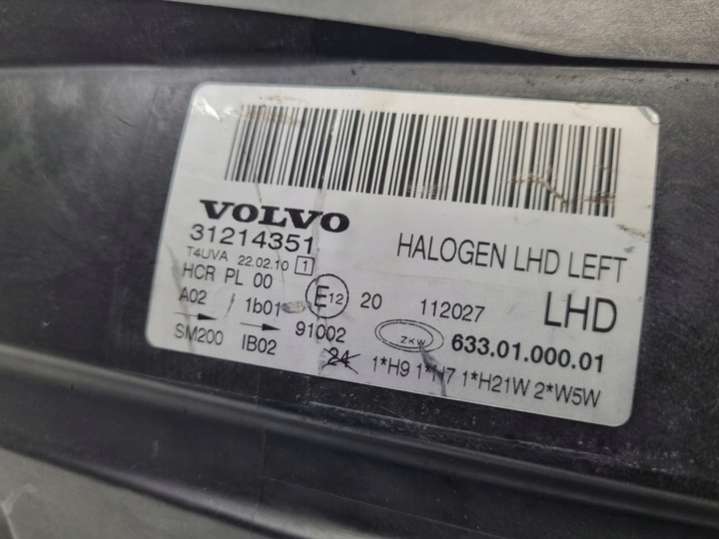 VOLVO
31214351
HALOGEN LHD LEFT
T4UVA 22.02.10 1
HCR PL 00
A02 1b01 E12 20 112027 LHD
SM200 IB02 91002 24 ZKW 633.01.000.01
1*H9 1*H7 1*H21W 2*W5W